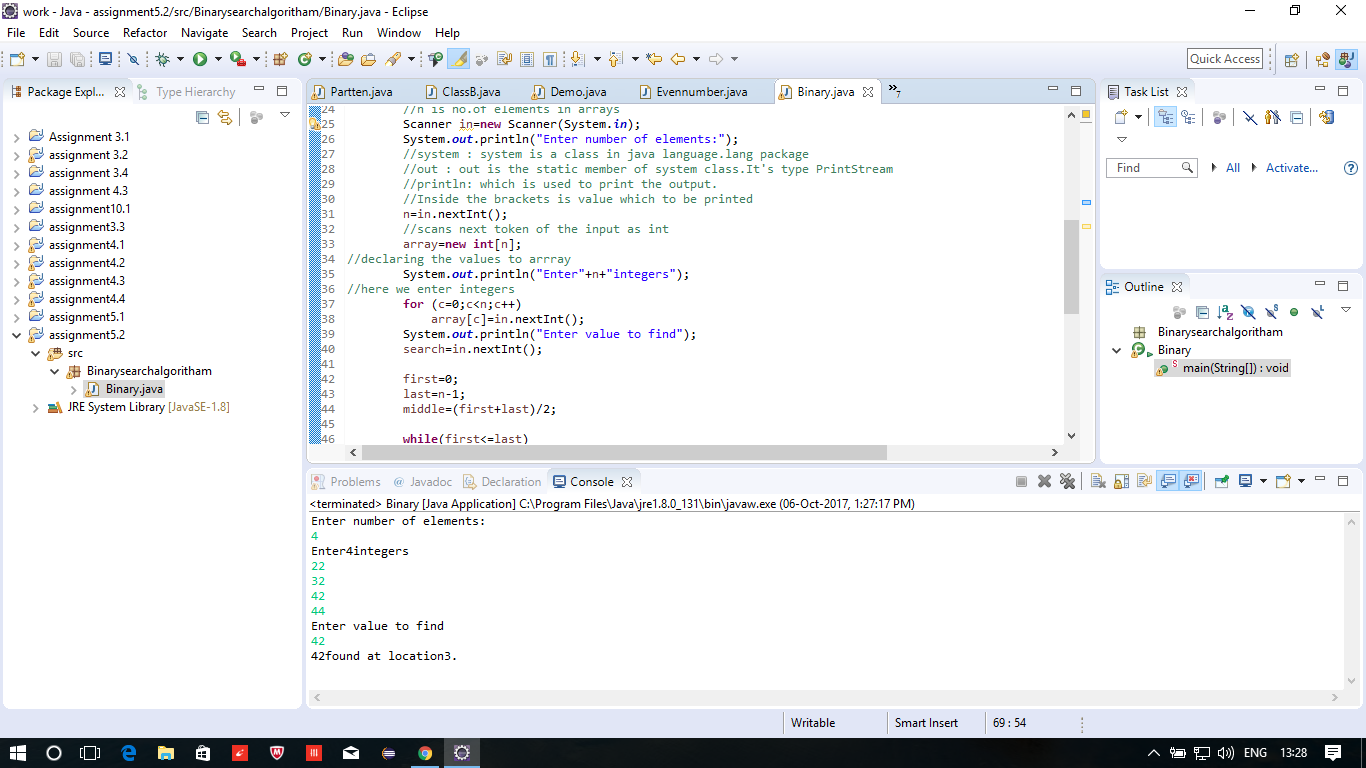 work - Java - assignment5.2/src/Binarysearchalgoritham/Binary.java - Eclipse
File Edit Source Refactor Navigate Search Project Run Window Help
Quick Access
Package Expl... Type Hierarchy
Assignment 3.1
assignment 3.2
assignment 3.4
assignment 4.3
assignment10.1
assignment3.3
assignment4.1
assignment4.2
assignment4.3
assignment4.4
assignment5.1
assignment5.2
src
Binarysearchalgoritham
Binary.java
JRE System Library [JavaSE-1.8]
Partten.java ClassB.java Demo.java Evennumber.java Binary.java »7
24 //n is no.of elements in arrays
25 Scanner in=new Scanner(System.in);
26 System.out.println("Enter number of elements:");
27 //system : system is a class in java language.lang package
28 //out : out is the static member of system class.It's type PrintStream
29 //println: which is used to print the output.
30 //Inside the brackets is value which to be printed
31 n=in.nextInt();
32 //scans next token of the input as int
33 array=new int[n];
34 //declaring the values to arrray
35 System.out.println("Enter"+n+"integers");
36 //here we enter integers
37 for (c=0;c<n;c++)
38 array[c]=in.nextInt();
39 System.out.println("Enter value to find");
40 search=in.nextInt();
41
42 first=0;
43 last=n-1;
44 middle=(first+last)/2;
45
46 while(first<=last)
Task List
Find All Activate...
Outline
Binarysearchalgoritham
Binary
main(String[]) : void
Problems @ Javadoc Declaration Console
<terminated> Binary [Java Application] C:\Program Files\Java\jre1.8.0_131\bin\javaw.exe (06-Oct-2017, 1:27:17 PM)
Enter number of elements:
4
Enter4integers
22
32
42
44
Enter value to find
42
42found at location3.
Writable Smart Insert 69 : 54
ENG 13:28